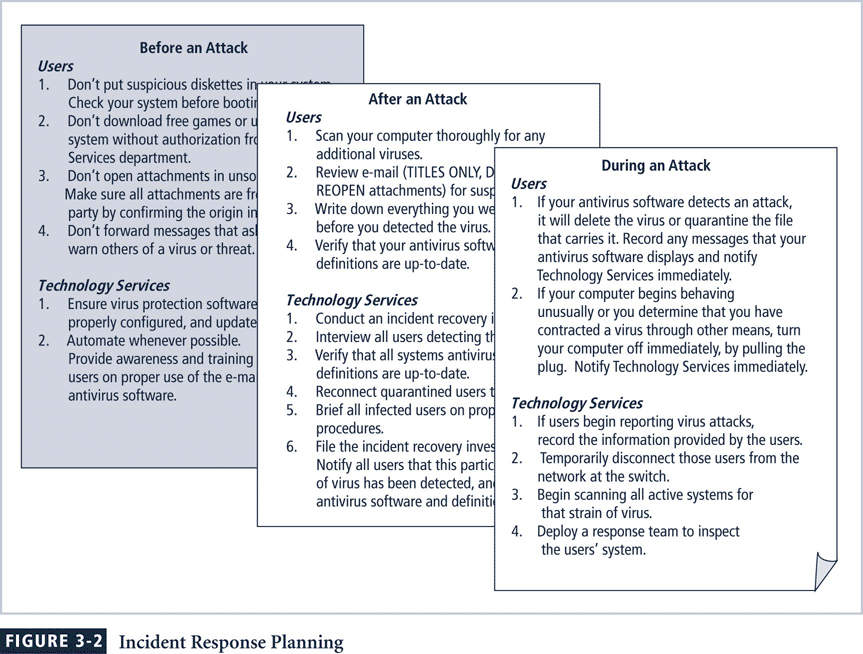 Before an Attack
Users
1. Don't put suspicious diskettes in your system.
Check your system before bootin
2. Don't download free games or u
system without authorization fro
Services department.
3. Don't open attachments in unso
Make sure all attachments are fr
party by confirming the origin in
4. Don't forward messages that ask
warn others of a virus or threat.
Technology Services
1. Ensure virus protection software
properly configured, and update
2. Automate whenever possible.
Provide awareness and training
users on proper use of the e-ma
antivirus software.
After an Attack
Users
1. Scan your computer thoroughly for any
additional viruses.
2. Review e-mail (TITLES ONLY, D
REOPEN attachments) for susp
3. Write down everything you we
before you detected the virus.
4. Verify that your antivirus softw
definitions are up-to-date.
Technology Services
1. Conduct an incident recovery i
2. Interview all users detecting th
3. Verify that all systems antivirus
definitions are up-to-date.
4. Reconnect quarantined users t
5. Brief all infected users on prop
procedures.
6. File the incident recovery inves
Notify all users that this partic
of virus has been detected, and
antivirus software and definitio
During an Attack
Users
1. If your antivirus software detects an attack,
it will delete the virus or quarantine the file
that carries it. Record any messages that your
antivirus software displays and notify
Technology Services immediately.
2. If your computer begins behaving
unusually or you determine that you have
contracted a virus through other means, turn
your computer off immediately, by pulling the
plug. Notify Technology Services immediately.
Technology Services
1. If users begin reporting virus attacks,
record the information provided by the users.
2. Temporarily disconnect those users from the
network at the switch.
3. Begin scanning all active systems for
that strain of virus.
4. Deploy a response team to inspect
the users' system.
FIGURE 3-2 Incident Response Planning